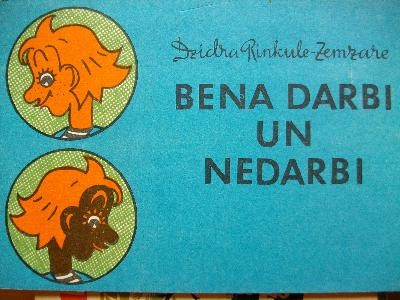 Dzidra Rinkule-Zemzare
BENA DARBI
UN
NEDARBI